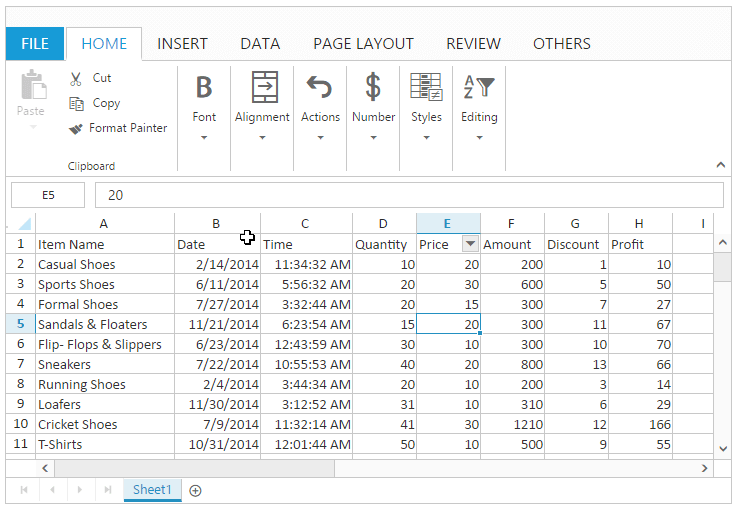 FILE HOME INSERT DATA PAGE LAYOUT REVIEW OTHERS
Paste
Cut
Copy
Format Painter
Clipboard
B
Font Alignment Actions Number Styles Editing
$
A
Z
E5 20
A B C D E F G H I
1 Item Name Date Time Quantity Price Amount Discount Profit
2 Casual Shoes 2/14/2014 11:34:32 AM 10 20 200 1 10
3 Sports Shoes 6/11/2014 5:56:32 AM 20 30 600 5 50
4 Formal Shoes 7/27/2014 3:32:44 AM 20 15 300 7 27
5 Sandals & Floaters 11/21/2014 6:23:54 AM 15 20 300 11 67
6 Flip- Flops & Slippers 6/23/2014 12:43:59 AM 30 10 300 10 70
7 Sneakers 7/22/2014 10:55:53 AM 40 20 800 13 66
8 Running Shoes 2/4/2014 3:44:34 AM 20 10 200 3 14
9 Loafers 11/30/2014 3:12:52 AM 31 10 310 6 29
10 Cricket Shoes 7/9/2014 11:32:14 AM 41 30 1210 12 166
11 T-Shirts 10/31/2014 12:01:44 AM 50 10 500 9 55
Sheet1